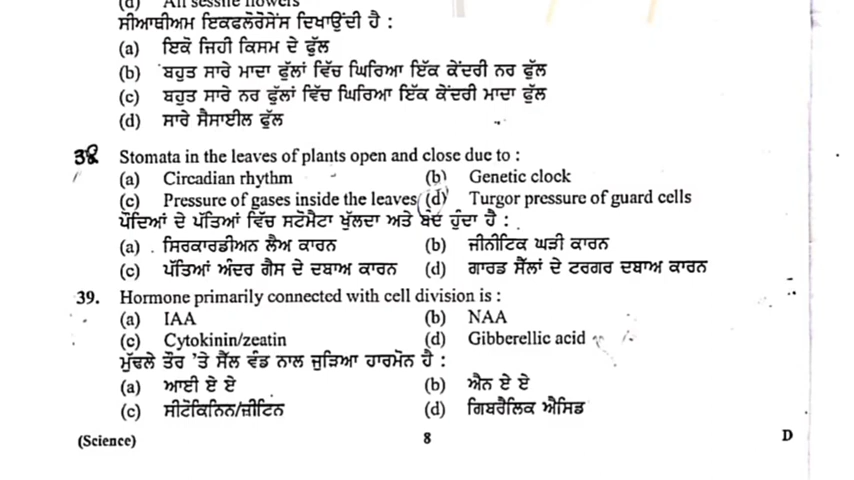 (d) All sessile flowers
ਸੀਆਥੀਅਮ ਇਕਫਲੋਰੋਸੇਂਸ ਦਿਖਾਉਂਦੀ ਹੈ :
(a) ਇਕੋ ਜਿਹੀ ਕਿਸਮ ਦੇ ਫੁੱਲ
(b) ਬਹੁਤ ਸਾਰੇ ਮਾਦਾ ਫੁੱਲਾਂ ਵਿੱਚ ਘਿਰਿਆ ਇੱਕ ਕੇਂਦਰੀ ਨਰ ਫੁੱਲ
(c) ਬਹੁਤ ਸਾਰੇ ਨਰ ਫੁੱਲਾਂ ਵਿੱਚ ਘਿਰਿਆ ਇੱਕ ਕੇਂਦਰੀ ਮਾਦਾ ਫੁੱਲ
(d) ਸਾਰੇ ਸੈਸਾਈਲ ਫੁੱਲ
38. Stomata in the leaves of plants open and close due to :
(a) Circadian rhythm (b) Genetic clock
(c) Pressure of gases inside the leaves (d) Turgor pressure of guard cells
ਪੌਦਿਆਂ ਦੇ ਪੱਤਿਆਂ ਵਿੱਚ ਸਟੋਮੈਟਾ ਖੁੱਲਦਾ ਅਤੇ ਬੰਦ ਹੁੰਦਾ ਹੈ :
(a) ਸਿਰਕਾਰਡੀਅਨ ਲੈਅ ਕਾਰਨ (b) ਜੀਨੀਟਿਕ ਘੜੀ ਕਾਰਨ
(c) ਪੱਤਿਆਂ ਅੰਦਰ ਗੈਸ ਦੇ ਦਬਾਅ ਕਾਰਨ (d) ਗਾਰਡ ਸੈੱਲਾਂ ਦੇ ਟਰਗਰ ਦਬਾਅ ਕਾਰਨ
39. Hormone primarily connected with cell division is :
(a) IAA (b) NAA
(c) Cytokinin/zeatin (d) Gibberellic acid
ਮੁੱਢਲੇ ਤੌਰ 'ਤੇ ਸੈੱਲ ਵੰਡ ਨਾਲ ਜੁੜਿਆ ਹਾਰਮੋਨ ਹੈ :
(a) ਆਈ ਏ ਏ (b) ਐਨ ਏ ਏ
(c) ਸੀਟੋਕਿਨਿਨ/ਜ਼ੀਟਿਨ (d) ਗਿਬਰੈਲਿਕ ਐਸਿਡ
(Science) 8 D